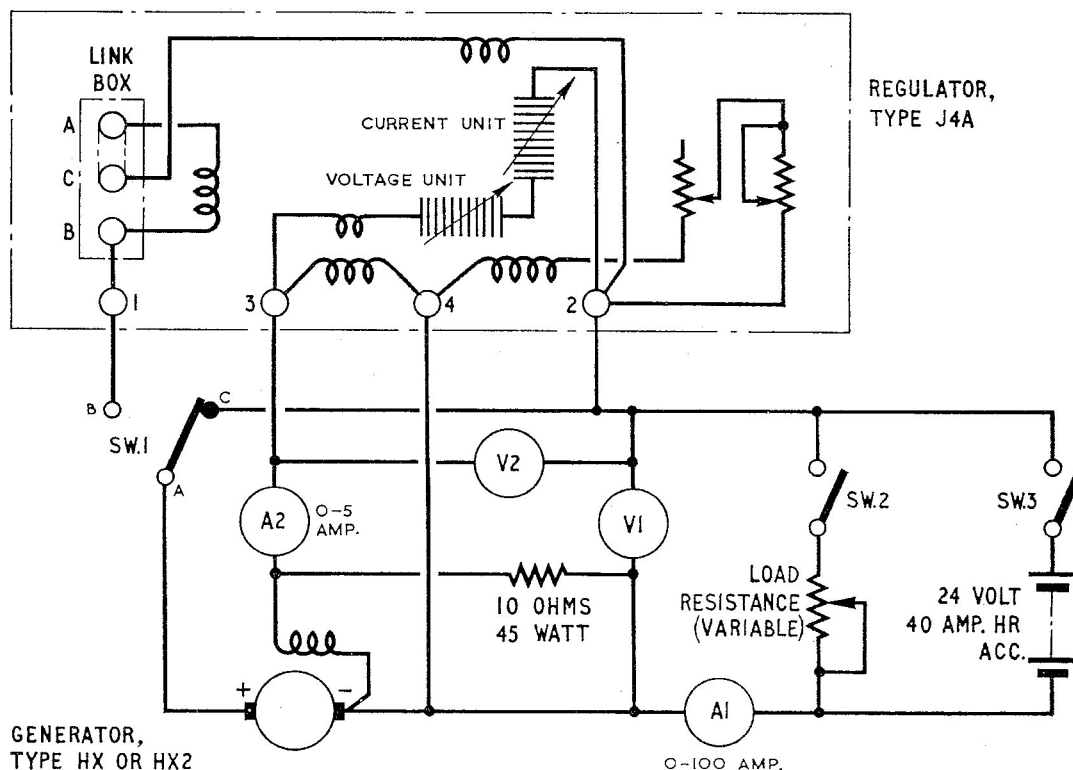 LINK
BOX
A
C
B
1
CURRENT UNIT
VOLTAGE UNIT
3
4
2
REGULATOR,
TYPE J4A
B
C
SW.1
A
V2
A2
0-5
AMP.
V1
10 OHMS
45 WATT
SW.2
LOAD
RESISTANCE
(VARIABLE)
SW.3
24 VOLT
40 AMP. HR
ACC.
+
-
A1
0-100 AMP.
GENERATOR,
TYPE HX OR HX2